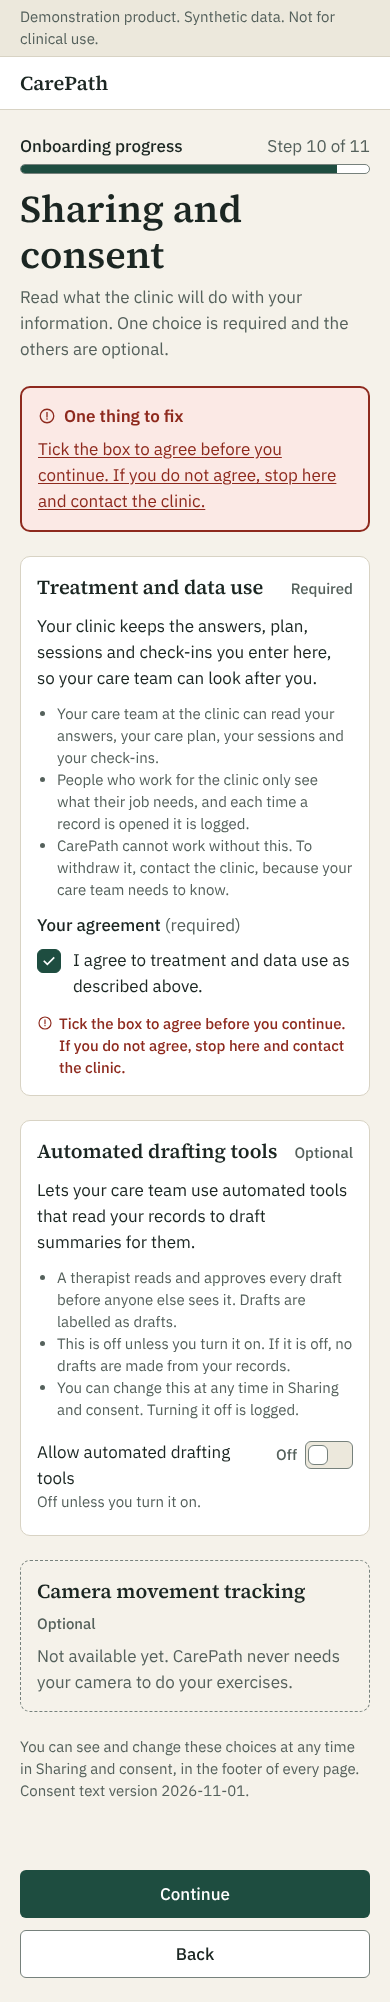 Demonstration product. Synthetic data. Not for
clinical use.
CarePath
Onboarding progress
Step 10 of 11
Sharing and
consent
Read what the clinic will do with your
information. One choice is required and the
others are optional.
One thing to fix
Tick the box to agree before you
continue. If you do not agree, stop here
and contact the clinic.
Treatment and data use
Required
Your clinic keeps the answers, plan,
sessions and check-ins you enter here,
so your care team can look after you.
• Your care team at the clinic can read your
answers, your care plan, your sessions and
your check-ins.
• People who work for the clinic only see
what their job needs, and each time a
record is opened it is logged.
• CarePath cannot work without this. To
withdraw it, contact the clinic, because your
care team needs to know.
Your agreement (required)
I agree to treatment and data use as
described above.
Tick the box to agree before you continue.
If you do not agree, stop here and contact
the clinic.
Automated drafting tools
Optional
Lets your care team use automated tools
that read your records to draft
summaries for them.
• A therapist reads and approves every draft
before anyone else sees it. Drafts are
labelled as drafts.
• This is off unless you turn it on. If it is off, no
drafts are made from your records.
• You can change this at any time in Sharing
and consent. Turning it off is logged.
Allow automated drafting
tools
Off
Off unless you turn it on.
Camera movement tracking
Optional
Not available yet. CarePath never needs
your camera to do your exercises.
You can see and change these choices at any time
in Sharing and consent, in the footer of every page.
Consent text version 2026-11-01.
Continue
Back